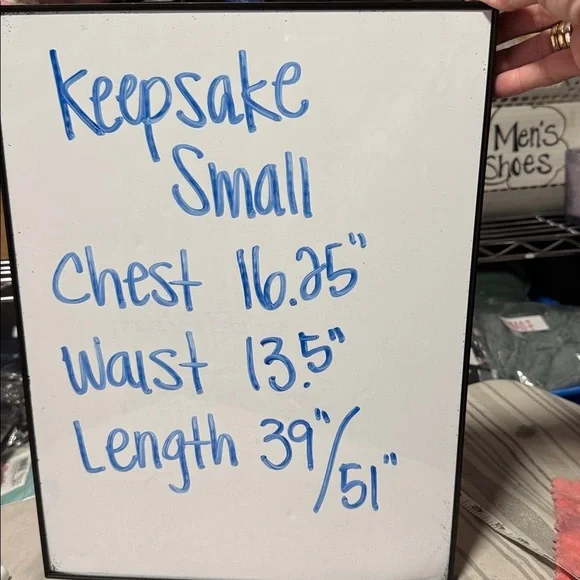 Keepsake
Small
Chest 16.25"
Waist 13.5"
Length 39"/51"
Men's
Shoes